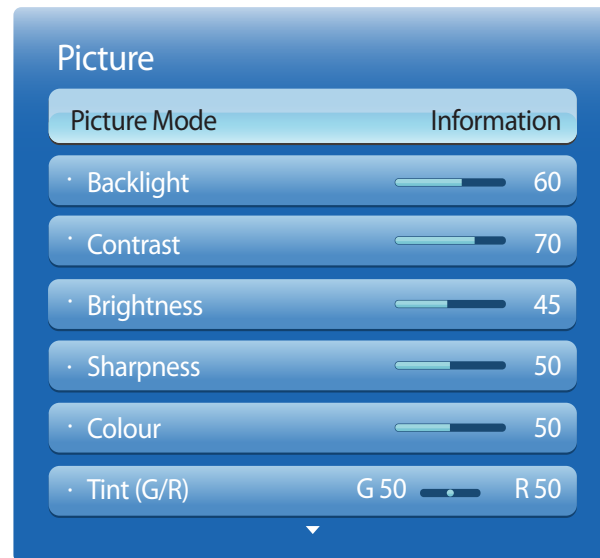 Picture
Picture Mode Information
· Backlight 60
· Contrast 70
· Brightness 45
· Sharpness 50
· Colour 50
· Tint (G/R) G 50 R 50